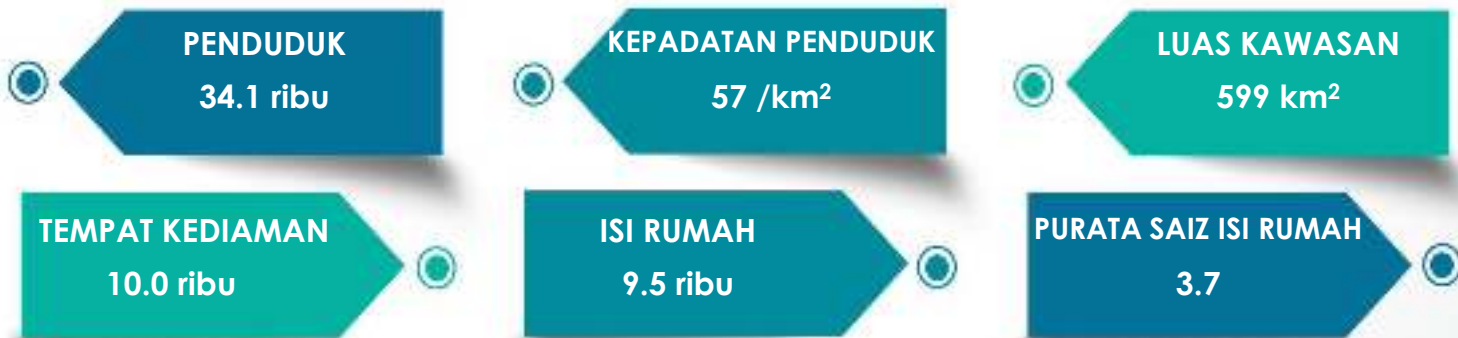 PENDUDUK
34.1 ribu
KEPADATAN PENDUDUK
57 /km²
LUAS KAWASAN
599 km²
TEMPAT KEDIAMAN
10.0 ribu
ISI RUMAH
9.5 ribu
PURATA SAIZ ISI RUMAH
3.7